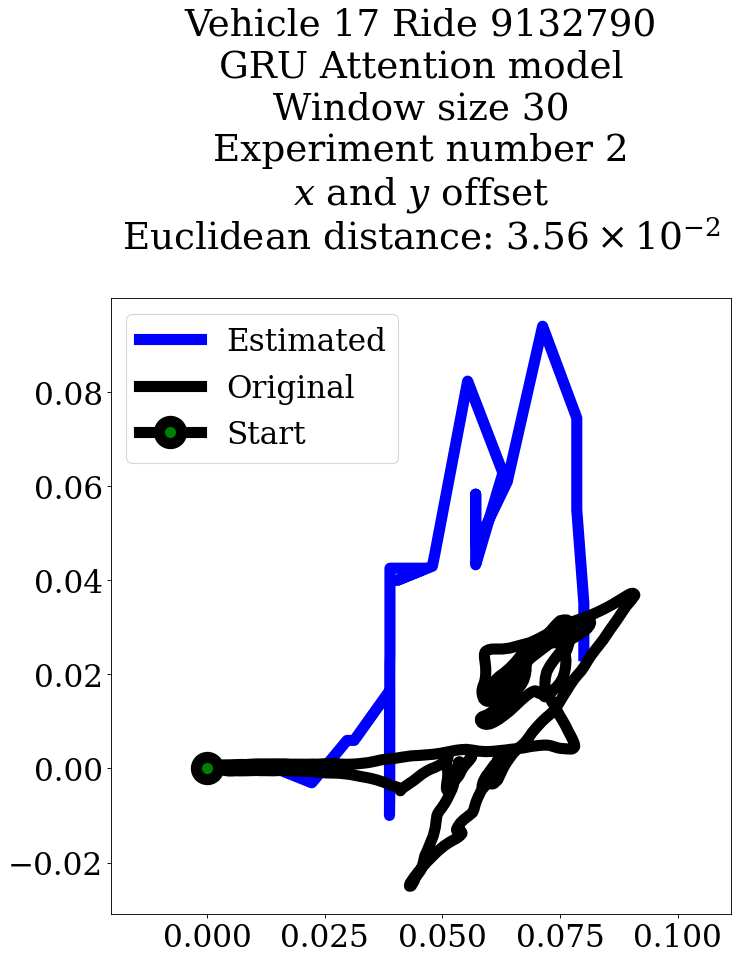 Vehicle 17 Ride 9132790
GRU Attention model
Window size 30
Experiment number 2
x and y offset
Euclidean distance: 3.56 × 10⁻²
Estimated
Original
Start
0.08
0.06
0.04
0.02
0.00
−0.02
0.000 0.025 0.050 0.075 0.100